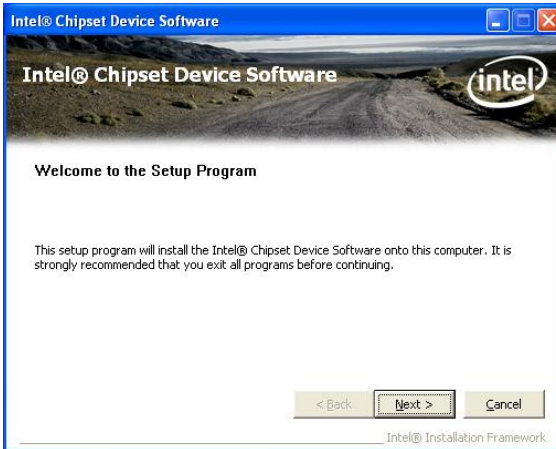 Intel® Chipset Device Software
Intel® Chipset Device Software
intel
Welcome to the Setup Program
This setup program will install the Intel® Chipset Device Software onto this computer. It is
strongly recommended that you exit all programs before continuing.
< Back
Next >
Cancel
Intel® Installation Framework